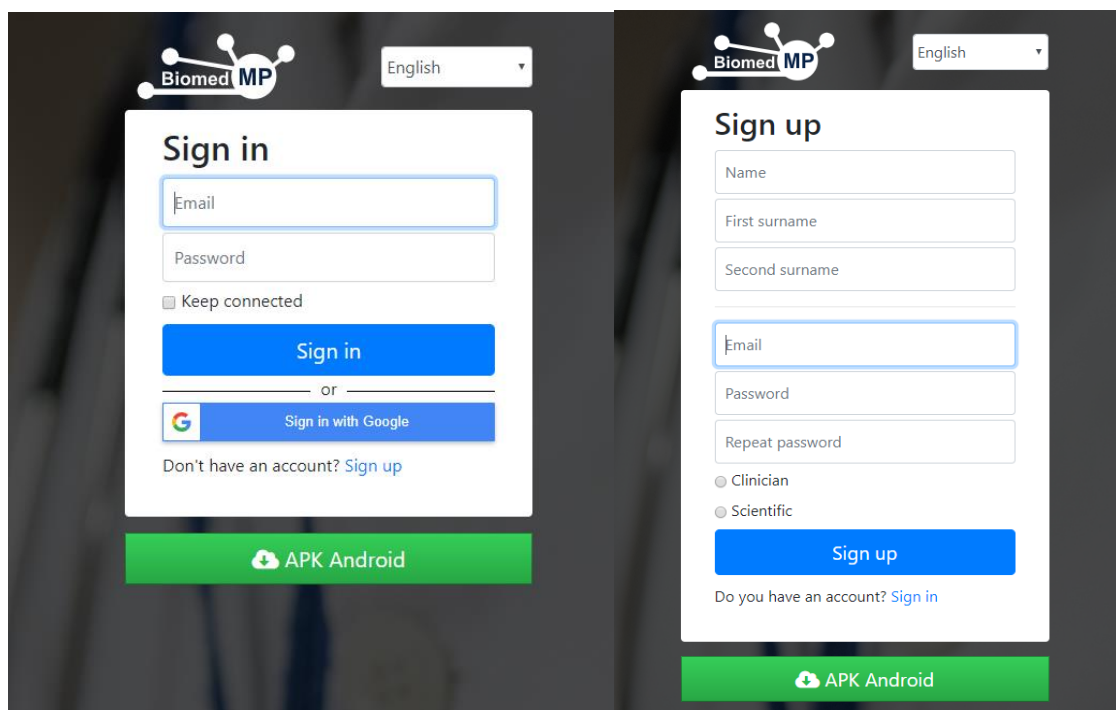 Biomed MP
English
Sign in
Email
Password
Keep connected
Sign in
or
Sign in with Google
Don't have an account? Sign up
APK Android
Biomed MP
English
Sign up
Name
First surname
Second surname
Email
Password
Repeat password
Clinician
Scientific
Sign up
Do you have an account? Sign in
APK Android